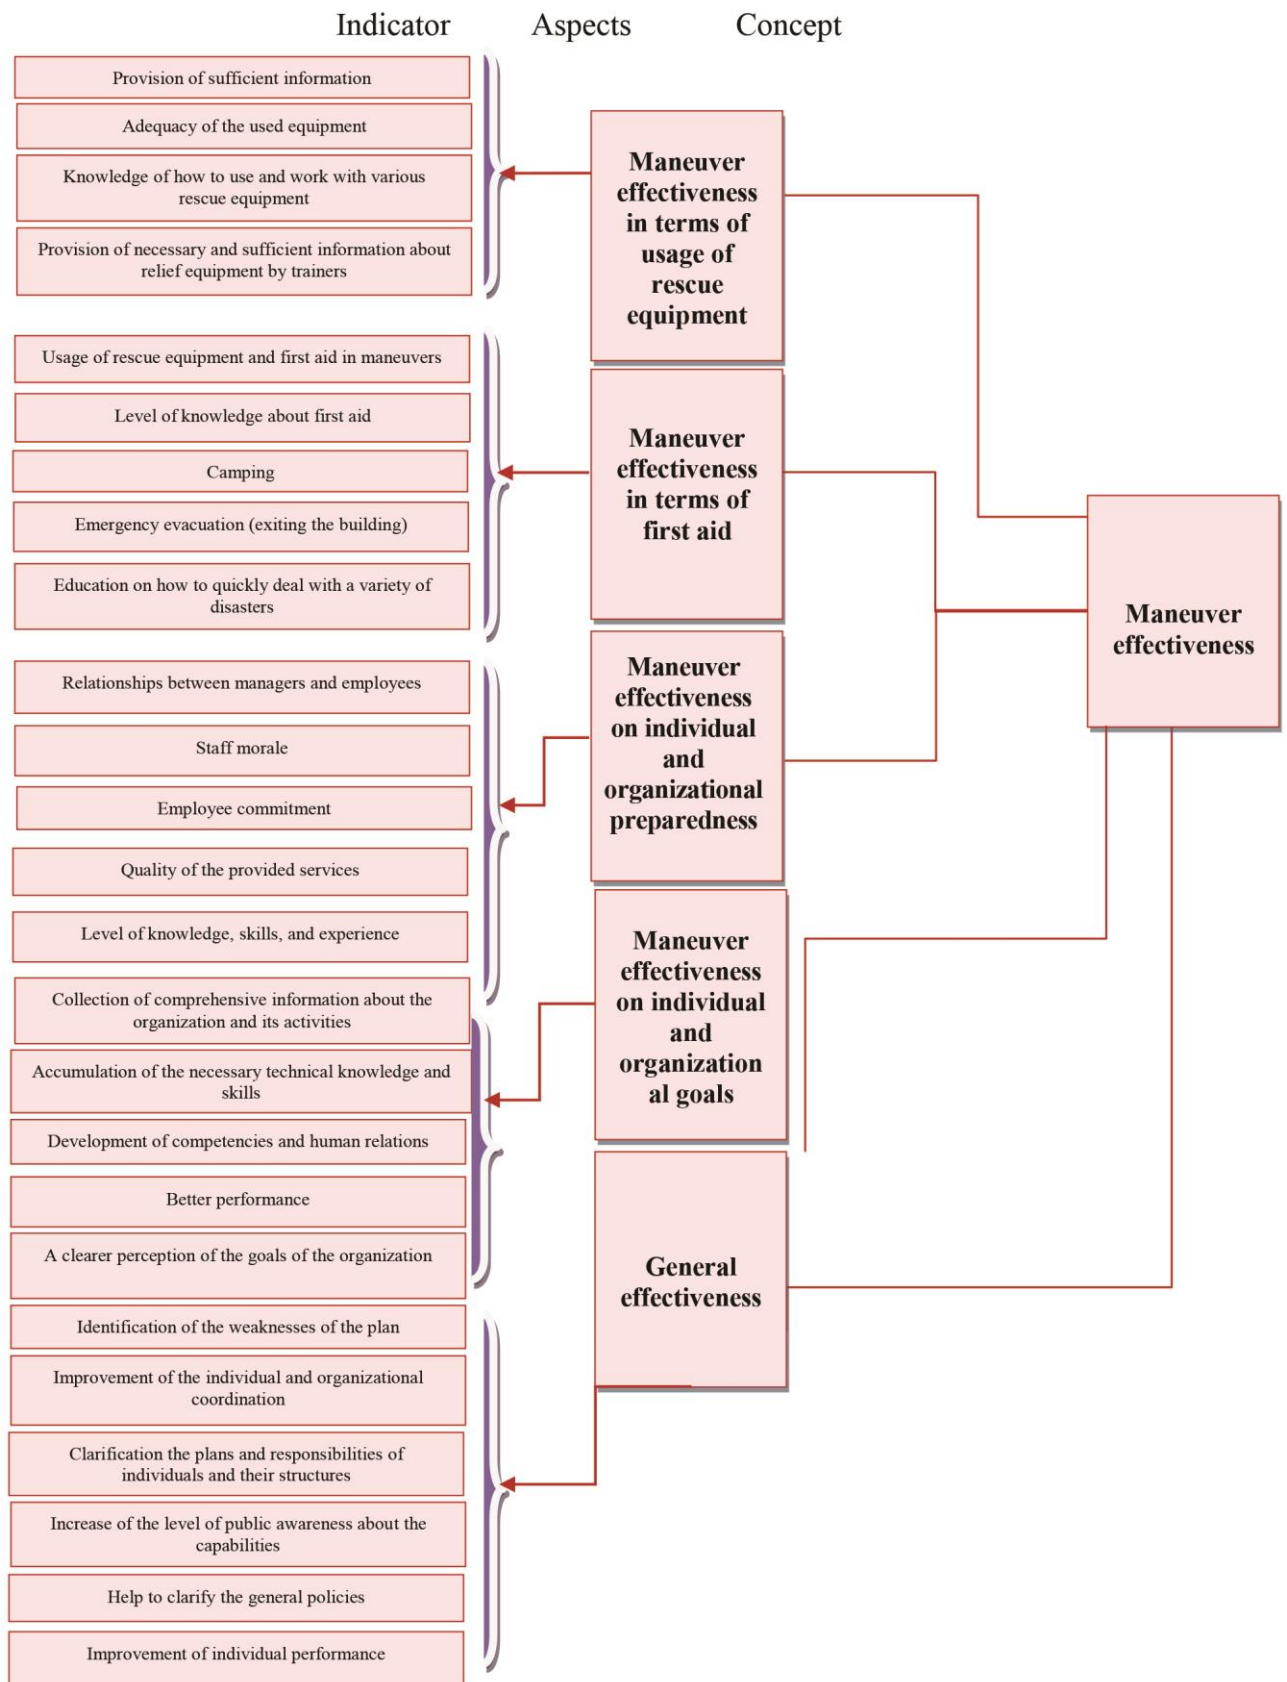 Indicator Aspects Concept
Provision of sufficient information
Adequacy of the used equipment
Knowledge of how to use and work with various
rescue equipment
Provision of necessary and sufficient information about
relief equipment by trainers
Usage of rescue equipment and first aid in maneuvers
Level of knowledge about first aid
Camping
Emergency evacuation (exiting the building)
Education on how to quickly deal with a variety of
disasters
Relationships between managers and employees
Staff morale
Employee commitment
Quality of the provided services
Level of knowledge, skills, and experience
Collection of comprehensive information about the
organization and its activities
Accumulation of the necessary technical knowledge and
skills
Development of competencies and human relations
Better performance
A clearer perception of the goals of the organization
Identification of the weaknesses of the plan
Improvement of the individual and organizational
coordination
Clarification the plans and responsibilities of
individuals and their structures
Increase of the level of public awareness about the
capabilities
Help to clarify the general policies
Improvement of individual performance
Maneuver
effectiveness
in terms of
usage of
rescue
equipment
Maneuver
effectiveness
in terms of
first aid
Maneuver
effectiveness
on individual
and
organizational
preparedness
Maneuver
effectiveness
on individual
and
organization
al goals
General
effectiveness
Maneuver
effectiveness